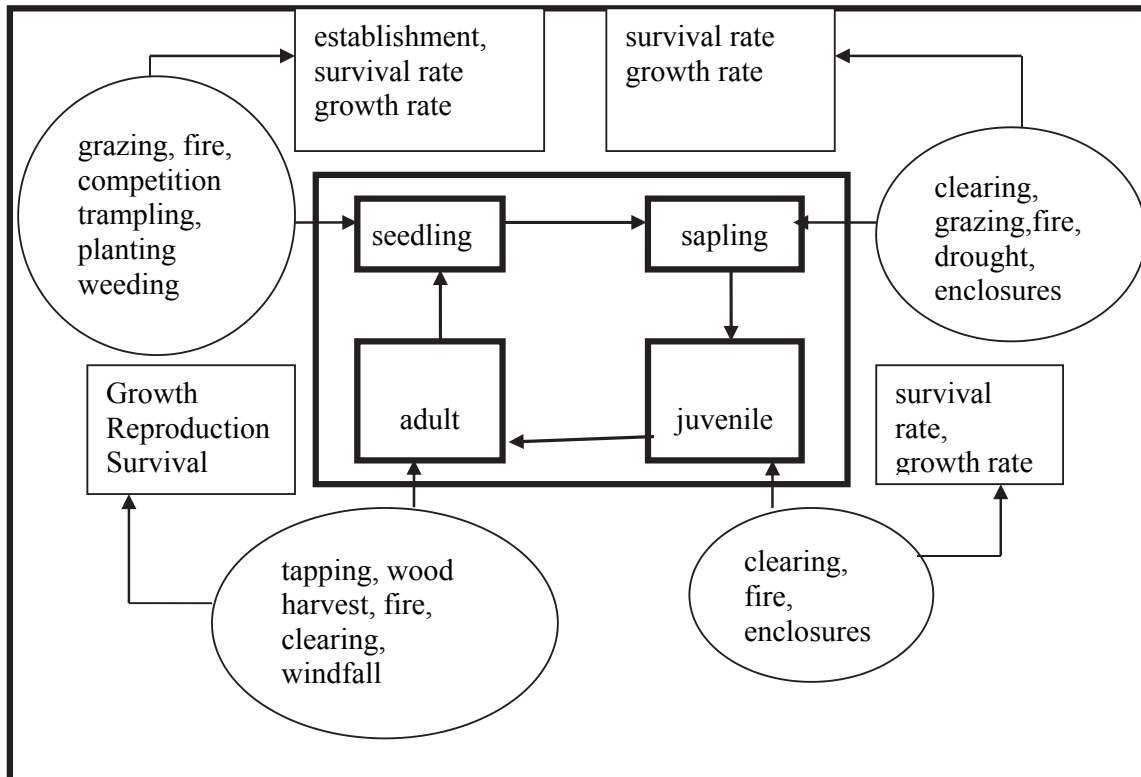 establishment,
survival rate
growth rate
survival rate
growth rate
grazing, fire,
competition
trampling,
planting
weeding
clearing,
grazing,fire,
drought,
enclosures
seedling
sapling
adult
juvenile
Growth
Reproduction
Survival
survival
rate,
growth rate
tapping, wood
harvest, fire,
clearing,
windfall
clearing,
fire,
enclosures